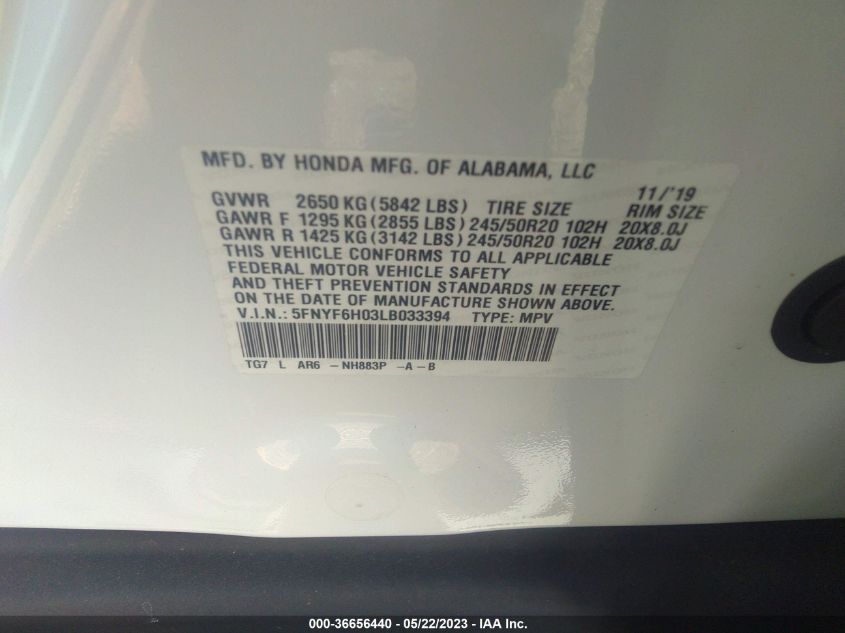 MFD. BY HONDA MFG. OF ALABAMA, LLC
11/'19
GVWR 2650 KG (5842 LBS) TIRE SIZE RIM SIZE
GAWR F 1295 KG (2855 LBS) 245/50R20 102H 20X8.0J
GAWR R 1425 KG (3142 LBS) 245/50R20 102H 20X8.0J
THIS VEHICLE CONFORMS TO ALL APPLICABLE
FEDERAL MOTOR VEHICLE SAFETY
AND THEFT PREVENTION STANDARDS IN EFFECT
ON THE DATE OF MANUFACTURE SHOWN ABOVE.
V.I.N.: 5FNYF6H03LB033394 TYPE: MPV
TG7 L AR6 - NH883P -A-B
000-36656440 - 05/22/2023 - IAA Inc.